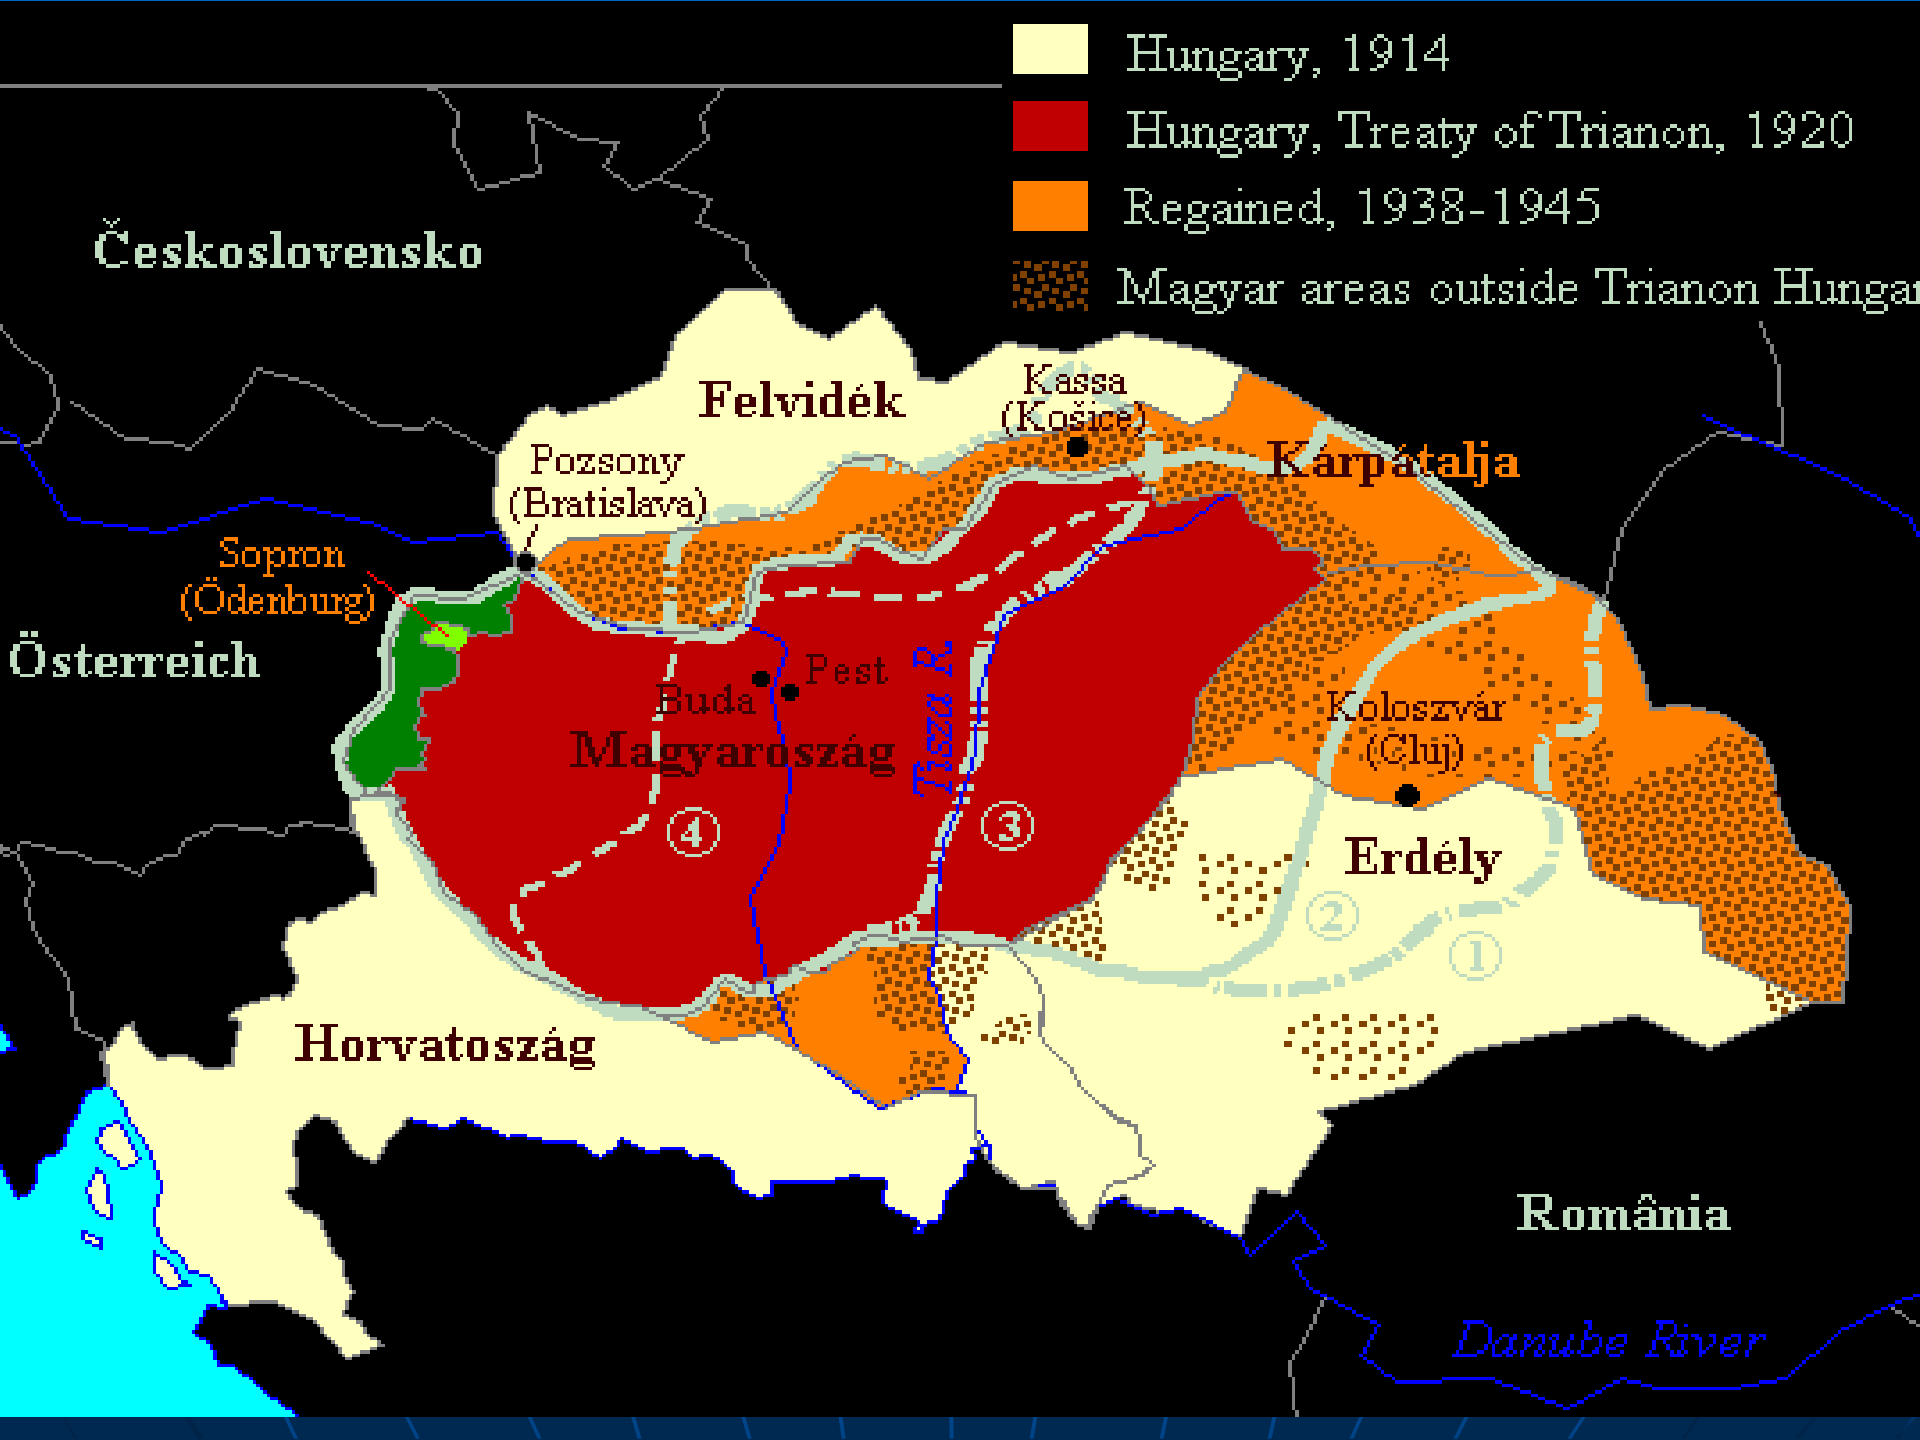 Hungary, 1914
Hungary, Treaty of Trianon, 1920
Regained, 1938-1945
Magyar areas outside Trianon Hungar
Československo
Felvidék
Kassa
(Košice)
Kárpátalja
Pozsony
(Bratislava)
Sopron
(Ödenburg)
Österreich
Buda
Pest
Magyaroszág
Tisza R.
Koloszvár
(Cluj)
4
3
Erdély
2
1
Horvatoszág
România
Danube River